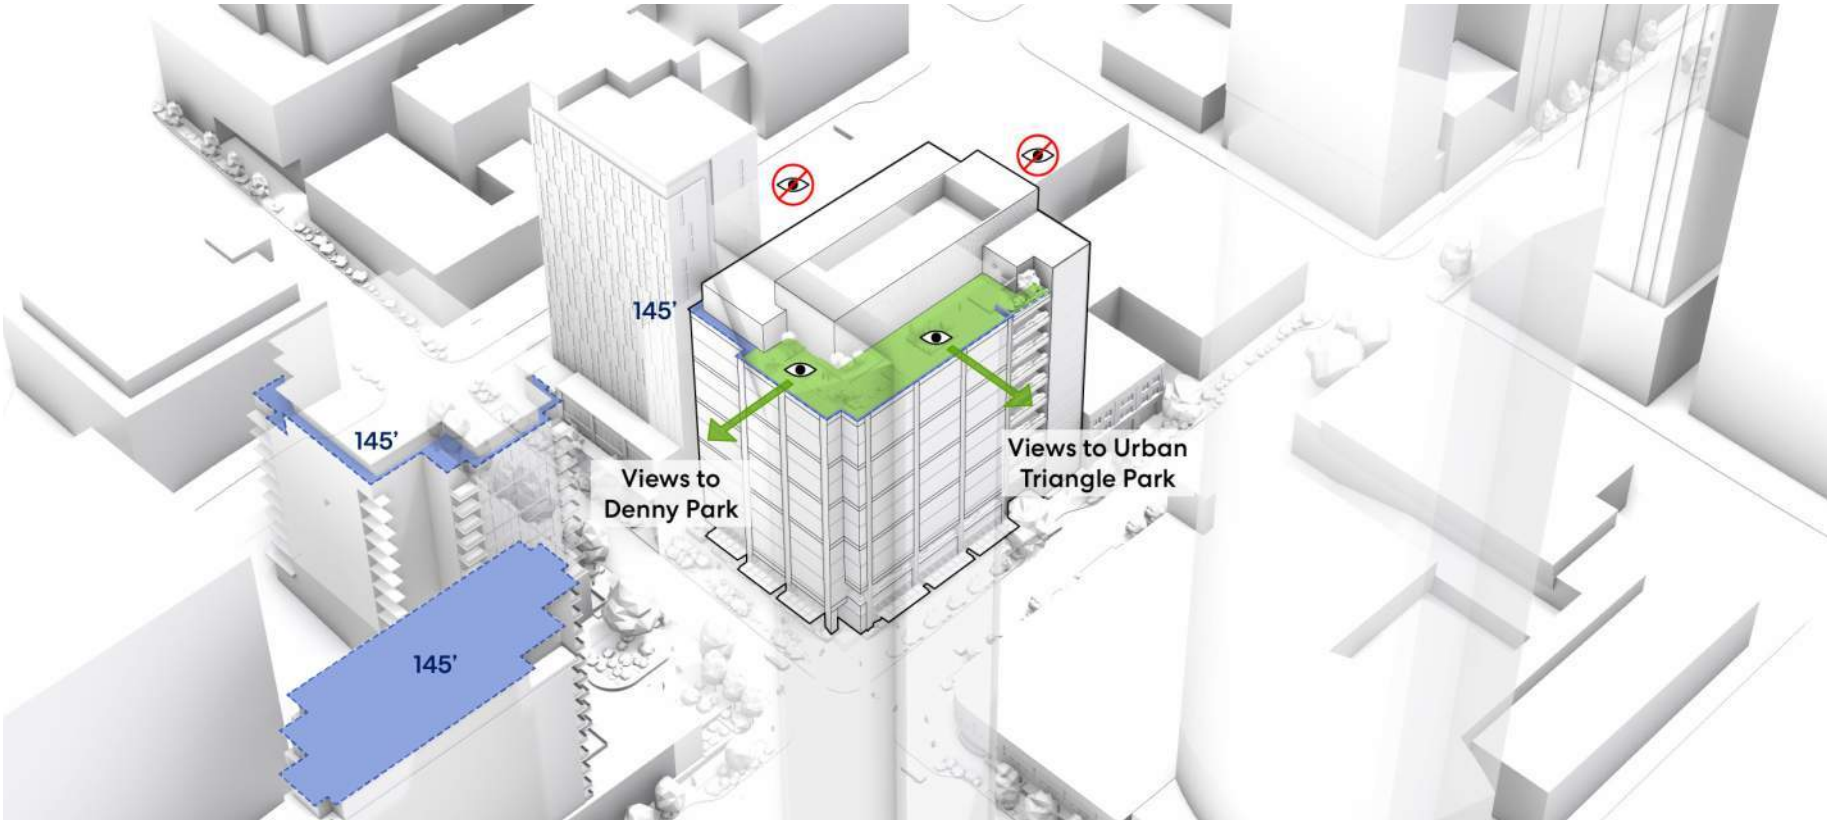 145'
145'
Views to Urban
Triangle Park
Views to
Denny Park
145'